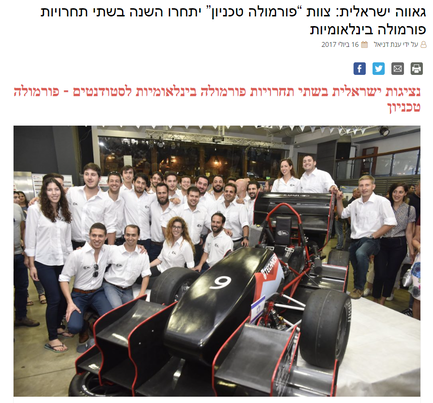 גאווה ישראלית: צוות "פורמולה טכניון" יתחרו השנה בשתי תחרויות
פורמולה בינלאומיות
על ידי ענת דניאל 16 ביולי 2017
נציגות ישראלית בשתי תחרויות פורמולה בינלאומיות לסטודנטים - פורמולה
טכניון
9